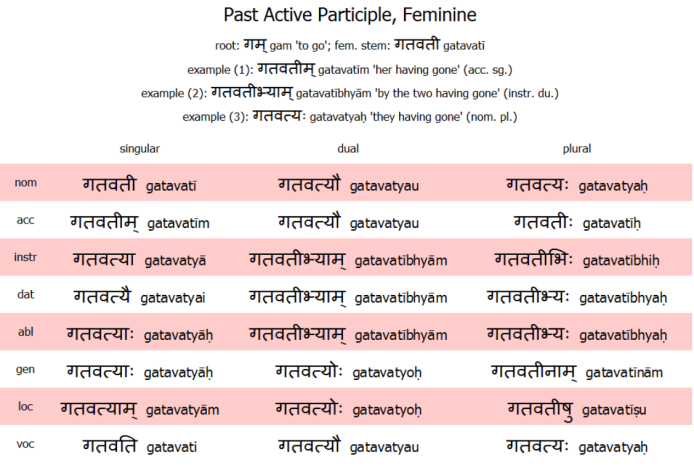 Past Active Participle, Feminine
root: गम् gam 'to go'; fem. stem: गतवती gatavatī
example (1): गतवतीम् gatavatīm 'her having gone' (acc. sg.)
example (2): गतवतीभ्याम् gatavatībhyām 'by the two having gone' (instr. du.)
example (3): गतवत्यः gatavatyaḥ 'they having gone' (nom. pl.)
singular dual plural
nom गतवती gatavatī गतवत्यौ gatavatyau गतवत्यः gatavatyaḥ
acc गतवतीम् gatavatīm गतवत्यौ gatavatyau गतवतीः gatavatīḥ
instr गतवत्या gatavatyā गतवतीभ्याम् gatavatībhyām गतवतीभिः gatavatībhiḥ
dat गतवत्यै gatavatyai गतवतीभ्याम् gatavatībhyām गतवतीभ्यः gatavatībhyaḥ
abl गतवत्याः gatavatyāḥ गतवतीभ्याम् gatavatībhyām गतवतीभ्यः gatavatībhyaḥ
gen गतवत्याः gatavatyāḥ गतवत्योः gatavatyoḥ गतवतीनाम् gatavatīnām
loc गतवत्याम् gatavatyām गतवत्योः gatavatyoḥ गतवतीषु gatavatīṣu
voc गतवति gatavati गतवत्यौ gatavatyau गतवत्यः gatavatyaḥ